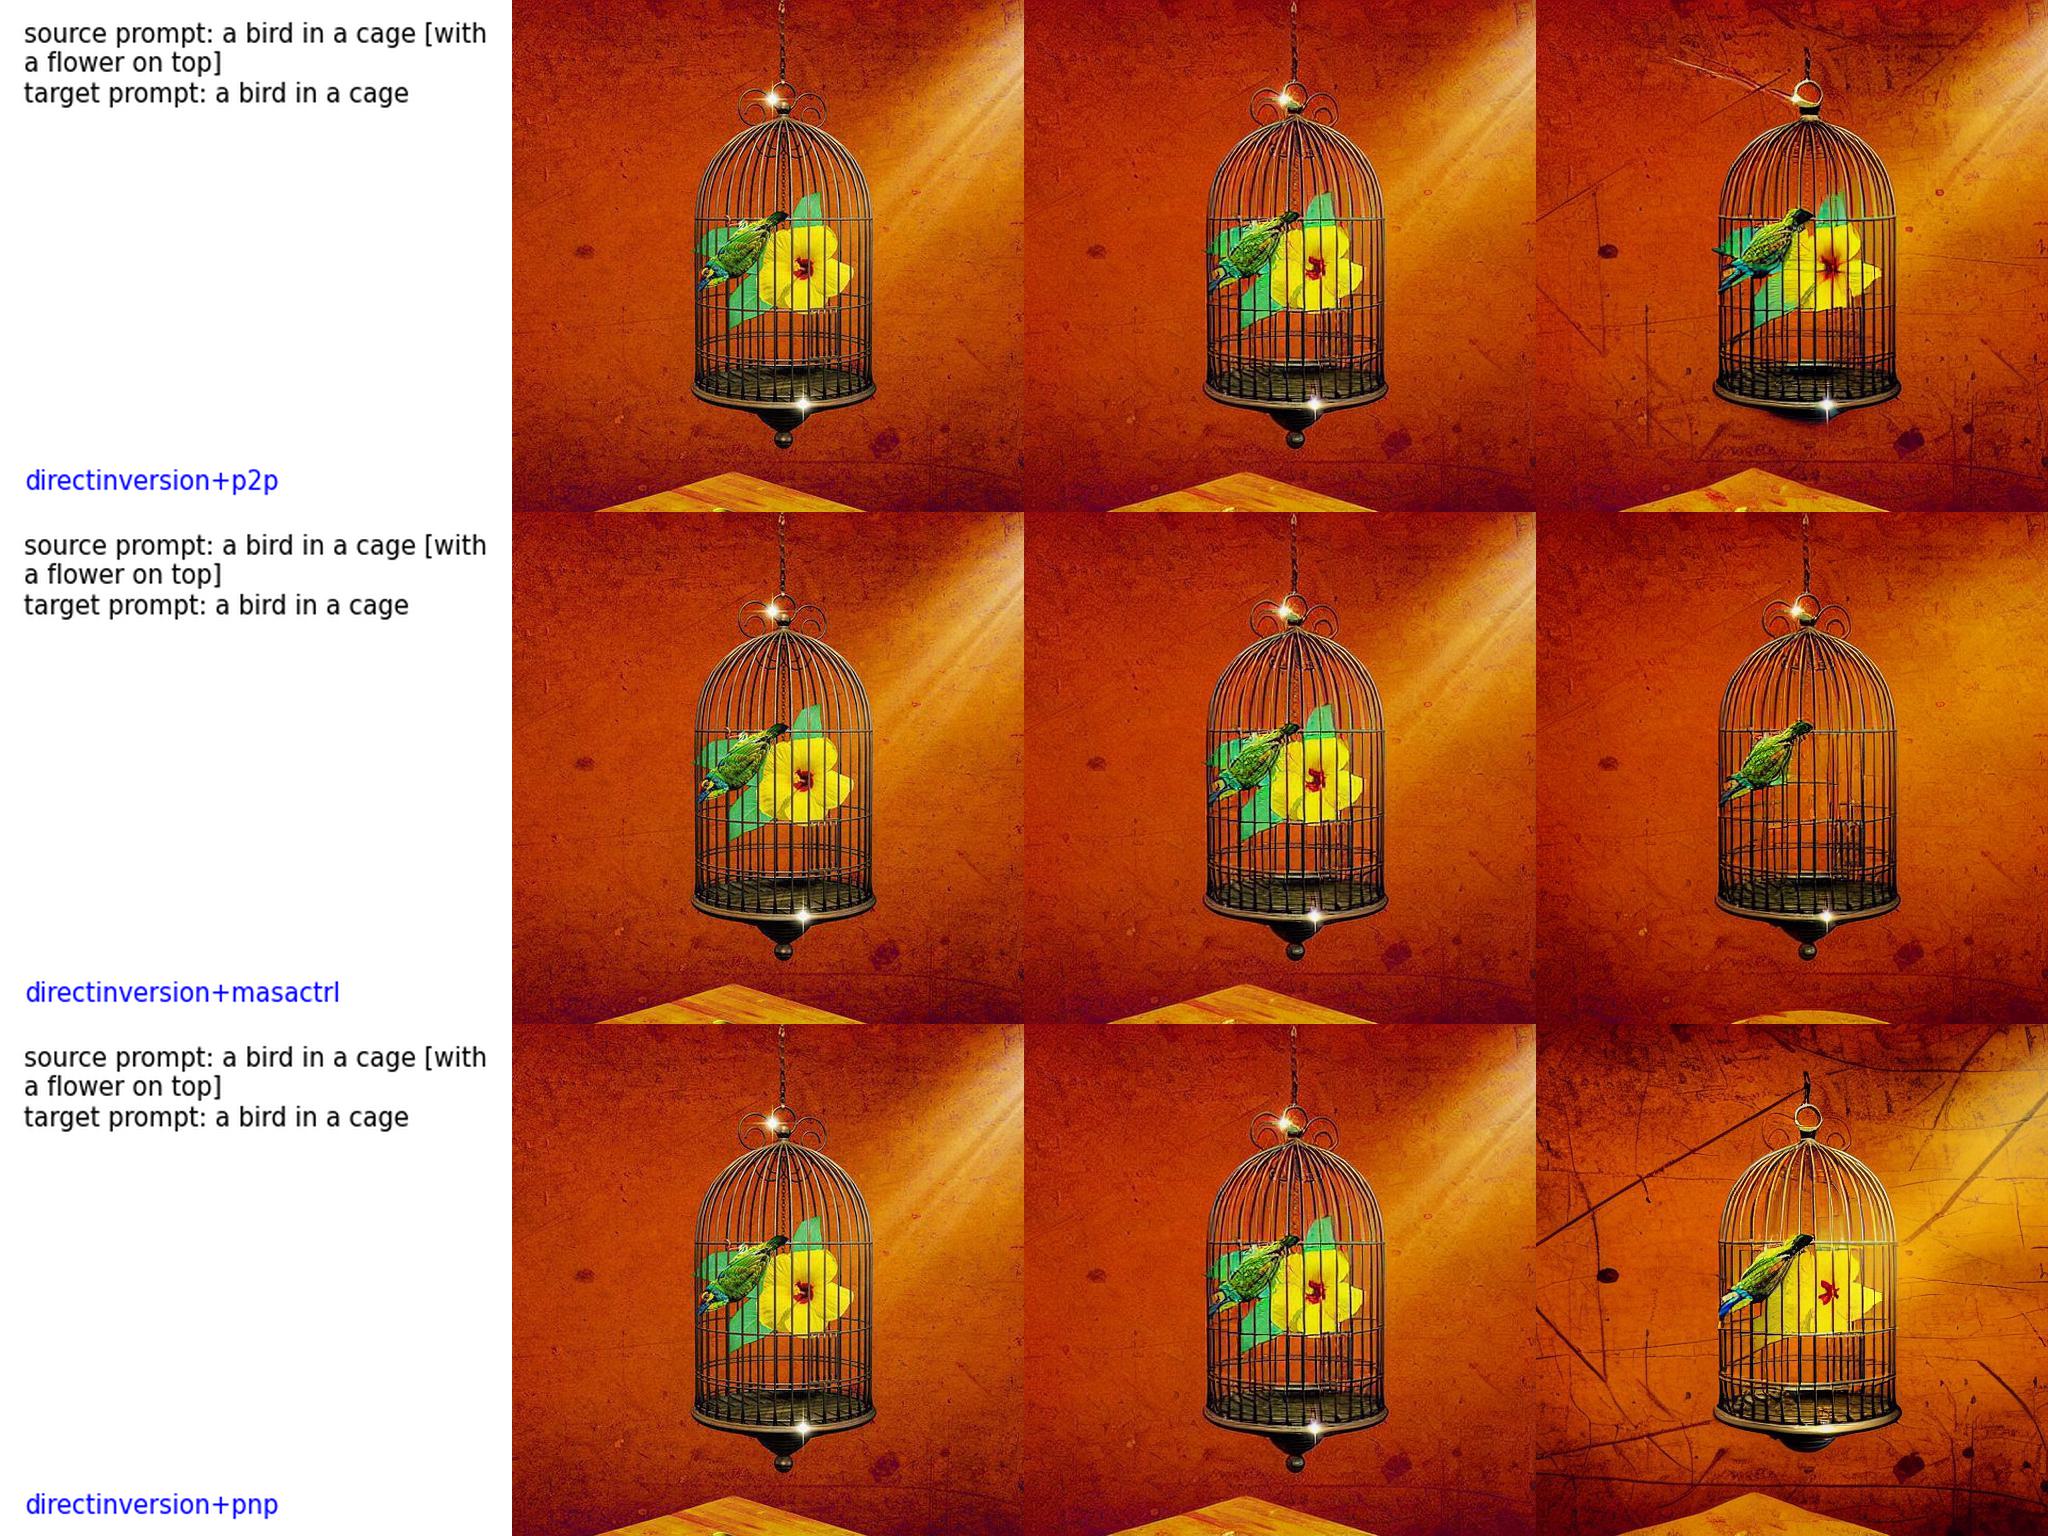 source prompt: a bird in a cage [with
a flower on top]
target prompt: a bird in a cage
directinversion+p2p
source prompt: a bird in a cage [with
a flower on top]
target prompt: a bird in a cage
directinversion+masactrl
source prompt: a bird in a cage [with
a flower on top]
target prompt: a bird in a cage
directinversion+pnp